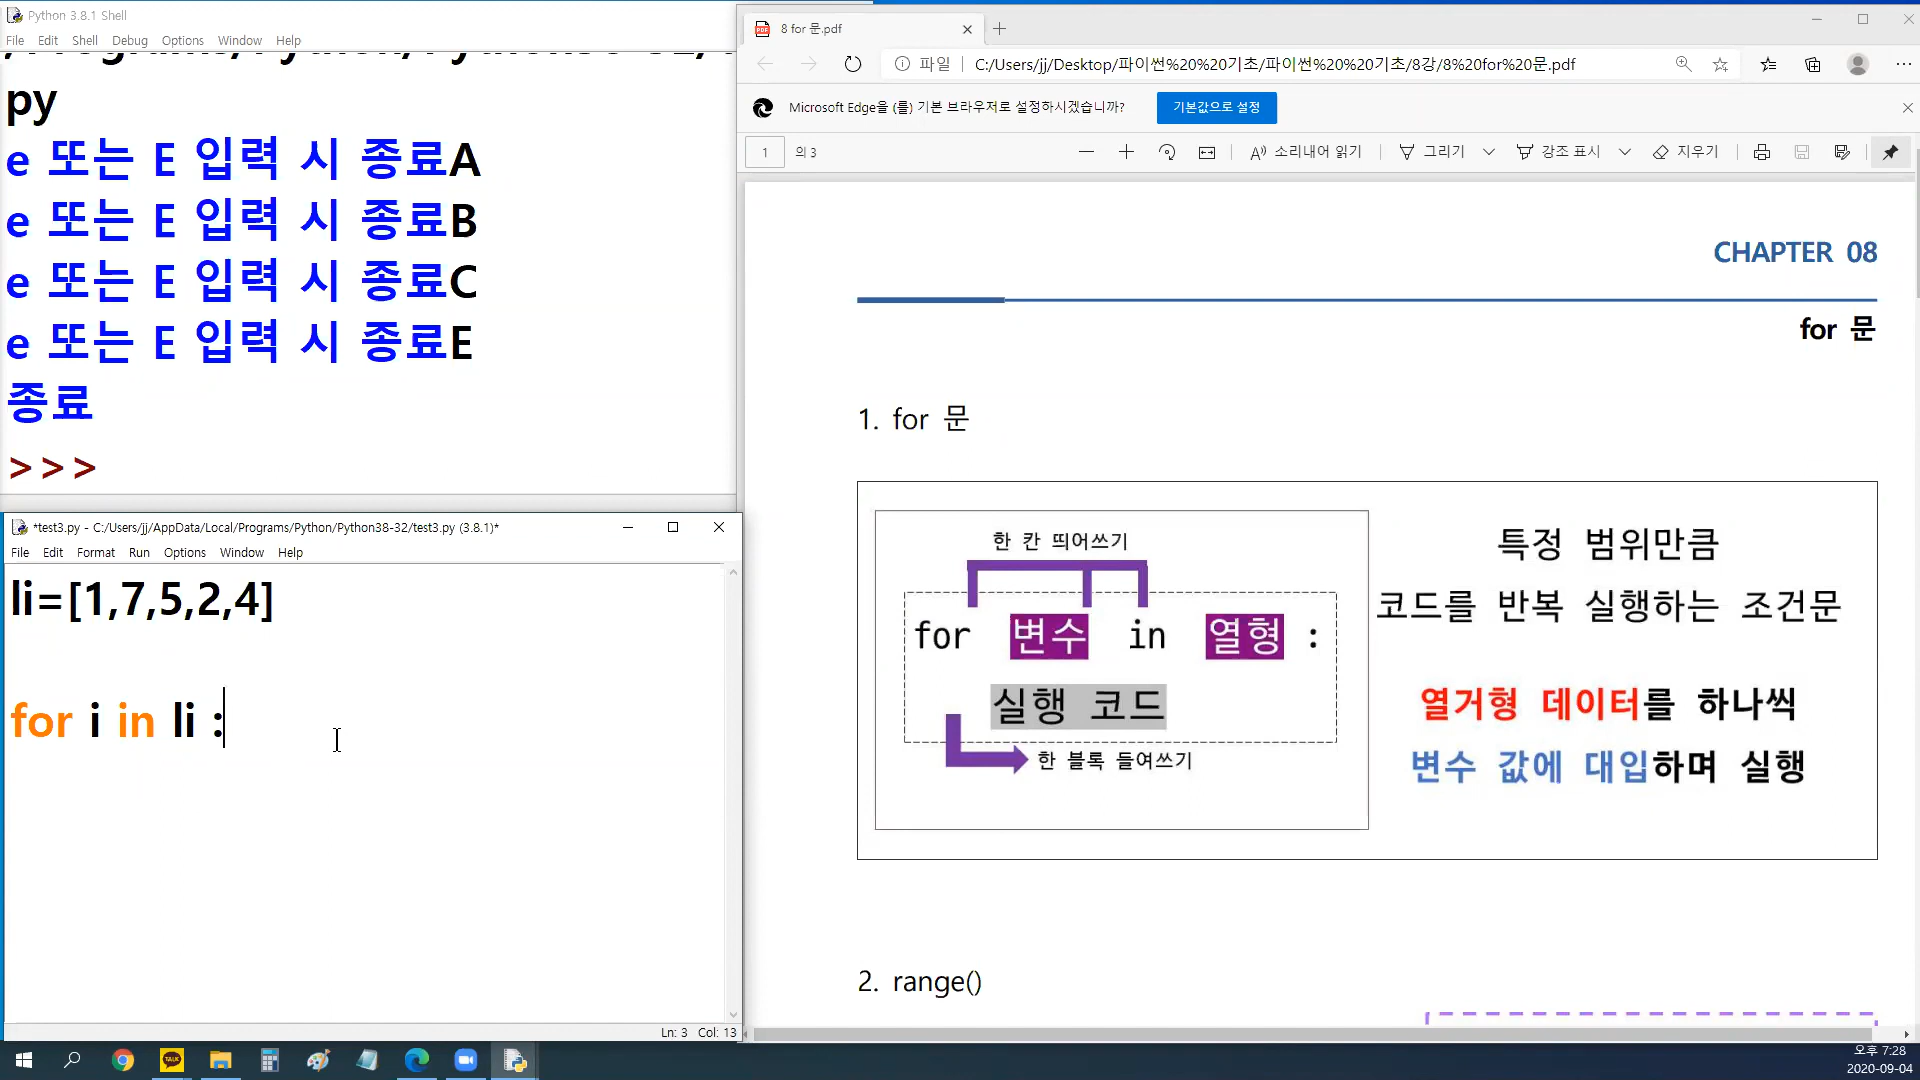 Python 3.8.1 Shell
File Edit Shell Debug Options Window Help
py
e 또는 E 입력 시 종료A
e 또는 E 입력 시 종료B
e 또는 E 입력 시 종료C
e 또는 E 입력 시 종료E
종료
>>>
*test3.py - C:/Users/jj/AppData/Local/Programs/Python/Python38-32/test3.py (3.8.1)*
File Edit Format Run Options Window Help
li=[1,7,5,2,4]
for i in li :
Ln: 3 Col: 13
8 for 문.pdf
파일 C:/Users/jj/Desktop/파이썬%20%20기초/파이썬%20%20기초/8강/8%20for%20문.pdf
Microsoft Edge을 (를) 기본 브라우저로 설정하시겠습니까? 기본값으로 설정
1 의 3 소리내어 읽기 그리기 강조 표시 지우기
CHAPTER 08
for 문
1. for 문
한 칸 띄어쓰기
for 변수 in 열형 :
실행 코드
한 블록 들여쓰기
특정 범위만큼
코드를 반복 실행하는 조건문
열거형 데이터를 하나씩
변수 값에 대입하며 실행
2. range()
TALK
오후 7:28
2020-09-04